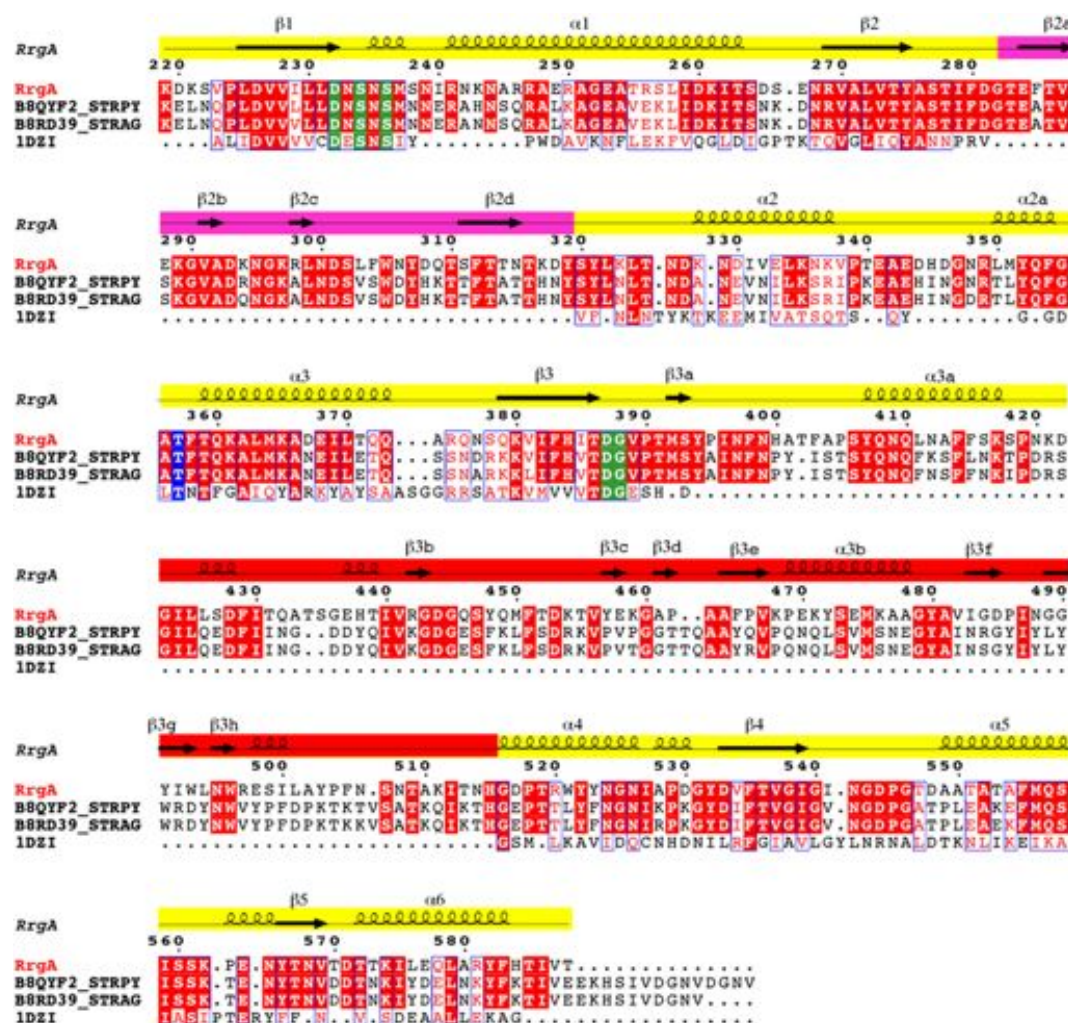 β1 α1 β2 β2a
RrgA
220 230 240 250 260 270 280
RrgA KDKSVPLDVVILLDNSNSMSNIRNKNARRAERAGEATRSLIDKITSDS.ENRVALVTYASTIFDGTEFTV
B8QYF2_STRPY KELNQPLDVVLLLDNSNSMNNERAHNSQRALKAGEAVEKLIDKITSNK.DNRVALVTYASTIFDGTEATV
B8RD39_STRAG KELNQPLDVVLLLDNSNSMNNERANNSQRALKAGEAVEKLIDKITSNK.DNRVALVTYASTIFDGTEATV
1DZI ....ALIDVVVVCDESNSIY.....PWDAVKNFLEKFVQGLDIGPTKTQVGLIQYANNPRV.........
β2b β2c β2d α2 α2a
RrgA
290 300 310 320 330 340 350
RrgA EKGVADKNGKRLNDSLFWNYDQTSFTTNTKDYSYLKLT.NDK.NDIVELKNKVPTEAEDHDGNRLMYQFG
B8QYF2_STRPY SKGVADRNGKALNDSVSWDYHKTTFTATTHNYSYLNLT.NDA.NEVNILKSRIPKEAEHINGNRTLYQFG
B8RD39_STRAG SKGVADQNGKALNDSVSWDYHKTTFTATTHNYSYLNLT.NDA.NEVNILKSRIPKEAEHINGDRTLYQFG
1DZI ................................VF.NLNTYKTKEEMIVATSQTS..QY......G.GD
α3 β3 β3a α3a
RrgA
360 370 380 390 400 410 420
RrgA ATFTQKALMKADEILTQQ...ARQNSQKVIFHITDGVPTMSYPINFNHATFAPSYQNQLNAFFSKSPNKD
B8QYF2_STRPY ATFTQKALMKANEILETQ...SSNDRKKLIFHVTDGVPTMSYAINFNPY.ISTSYQNQFKSFLNKTPDRS
B8RD39_STRAG ATFTQKALMKANEILETQ...SSNARKKLIFHVTDGVPTMSYAINFNPY.ISTSYQNQFNSFFNKIPDRS
1DZI LTNTFGAIQYARKYAYSAASGGRRSATKVMVVVTDGESH.D.............................
β3b β3c β3d β3e α3b β3f
RrgA
430 440 450 460 470 480 490
RrgA GILLSDFITQATSGEHTIVRGDGQSYQMFTDKTVYEKGAP..AAFPVKPEKYSEMKAAGYAVIGDPINGG
B8QYF2_STRPY GILQEDFIING..DDYQIVKGDGESFKLFSDRKVPVPGGTTQAAYQVPQNQLSVMSNEGYAINRGYIYLY
B8RD39_STRAG GILQEDFIING..DDYQIVKGDGESFKLFSDRKVPVTGGTTQAAYRVPQNQLSVMSNEGYAINSGYIYLY
1DZI ......................................................................
β3g β3h α4 β4 α5
RrgA
500 510 520 530 540 550
RrgA YIWLNWRESILAYPFN.SNTAKITNHGDPTRWYYNGNIAPDGYDVFTVGIGI.NGDPGTDAATATAFMQS
B8QYF2_STRPY WRDYNWVYPFDPKTKTVSATKQIKTHGEPTTLYFNGNIRPKGYDIFTVGIGV.NGDPGATPLEAEKFMQS
B8RD39_STRAG WRDYNWVYPFDPKTKKVSATKQIKTHGEPTTLYFNGNIRPKGYDIFTVGIGV.NGDPGATPLEAEKFMQS
1DZI ..........................GSM.LKAVIDQCNHDNILRFGIAVLGYLNRNALDTKNLIKEIKA
β5 α6
RrgA
560 570 580
RrgA ISSK.PE.NYTNVTDTTKILEQLARYFHTIVT..............
B8QYF2_STRPY ISSK.TE.NYTNVDDTNKIYDELNKYFKTIVEEKHSIVDGNVDGNV
B8RD39_STRAG ISSK.TE.NYTNVDDTNKIYDELNKYFKTIVEEKHSIVDGNV....
1DZI IASIPTERYFF.N..V.SDEAALLEKAG..................